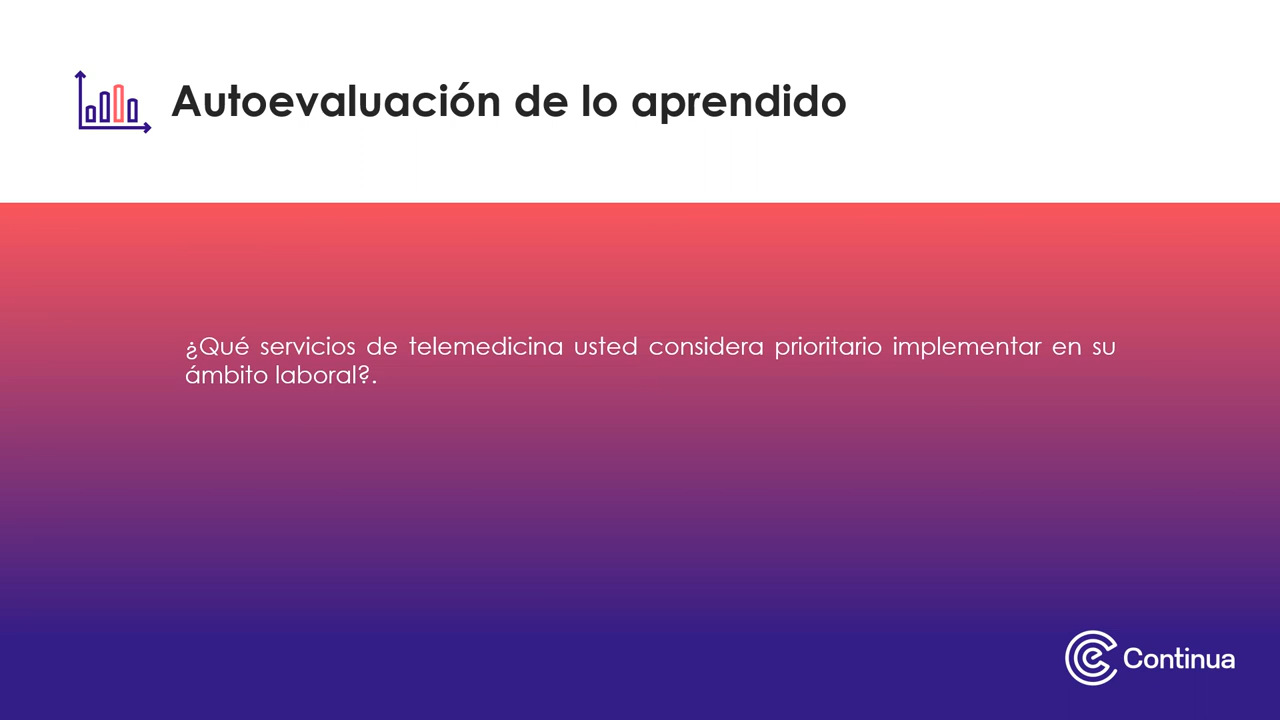 Autoevaluación de lo aprendido
¿Qué servicios de telemedicina usted considera prioritario implementar en su
ámbito laboral?.
Continua